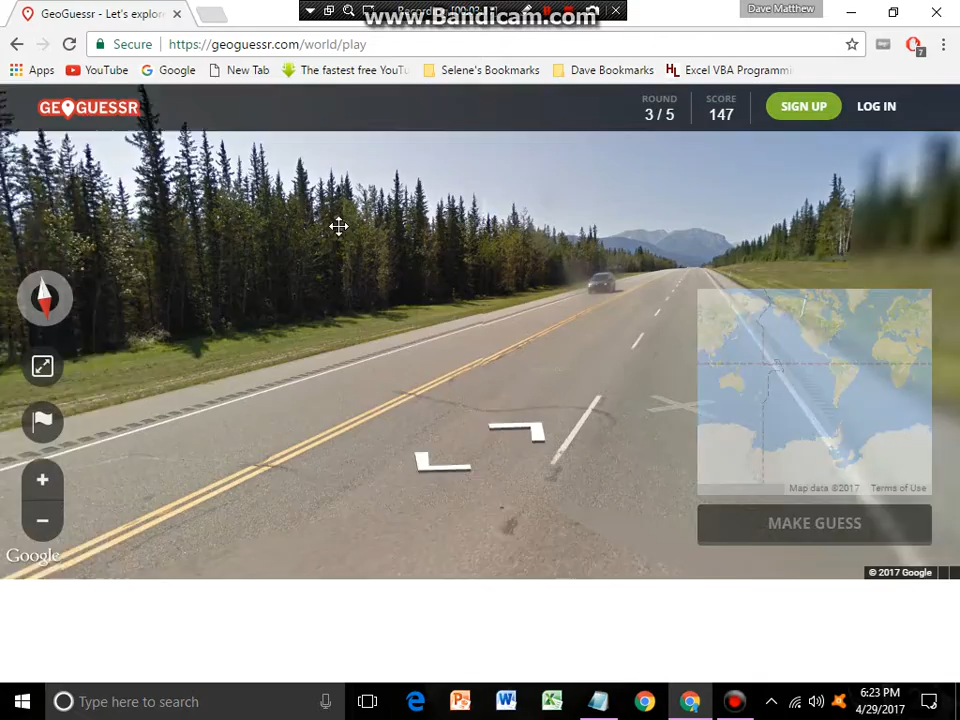 GeoGuessr - Let's explore
www.Bandicam.com
Dave Matthew
Secure
https://geoguessr.com/world/play
7
Apps
YouTube
Google
New Tab
The fastest free YouTu
Selene's Bookmarks
Dave Bookmarks
Excel VBA Programmi
GEOGUESSR
ROUND
3 / 5
SCORE
147
SIGN UP
LOG IN
Map data ©2017
Terms of Use
MAKE GUESS
Google
© 2017 Google
Type here to search
6:23 PM
4/29/2017